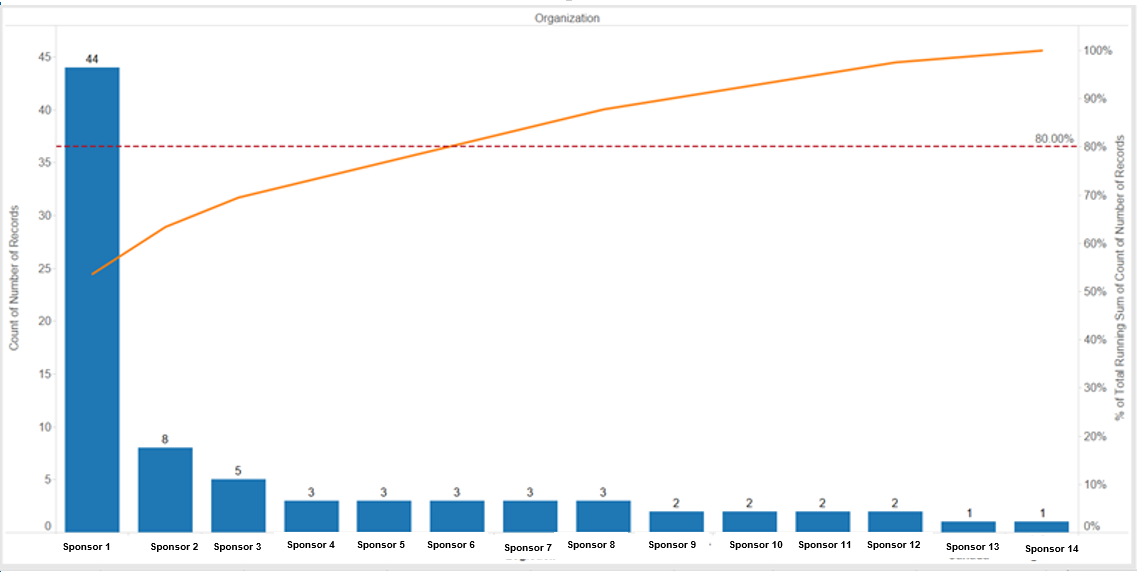 Organization
Count of Number of Records
45
40
35
30
25
20
15
10
5
0
44
8
5
3
3
3
3
3
2
2
2
2
1
1
80.00%
100%
90%
80%
70%
60%
50%
40%
30%
20%
10%
0%
% of Total Running Sum of Count of Number of Records
Sponsor 1
Sponsor 2
Sponsor 3
Sponsor 4
Sponsor 5
Sponsor 6
Sponsor 7
Sponsor 8
Sponsor 9
Sponsor 10
Sponsor 11
Sponsor 12
Sponsor 13
Sponsor 14